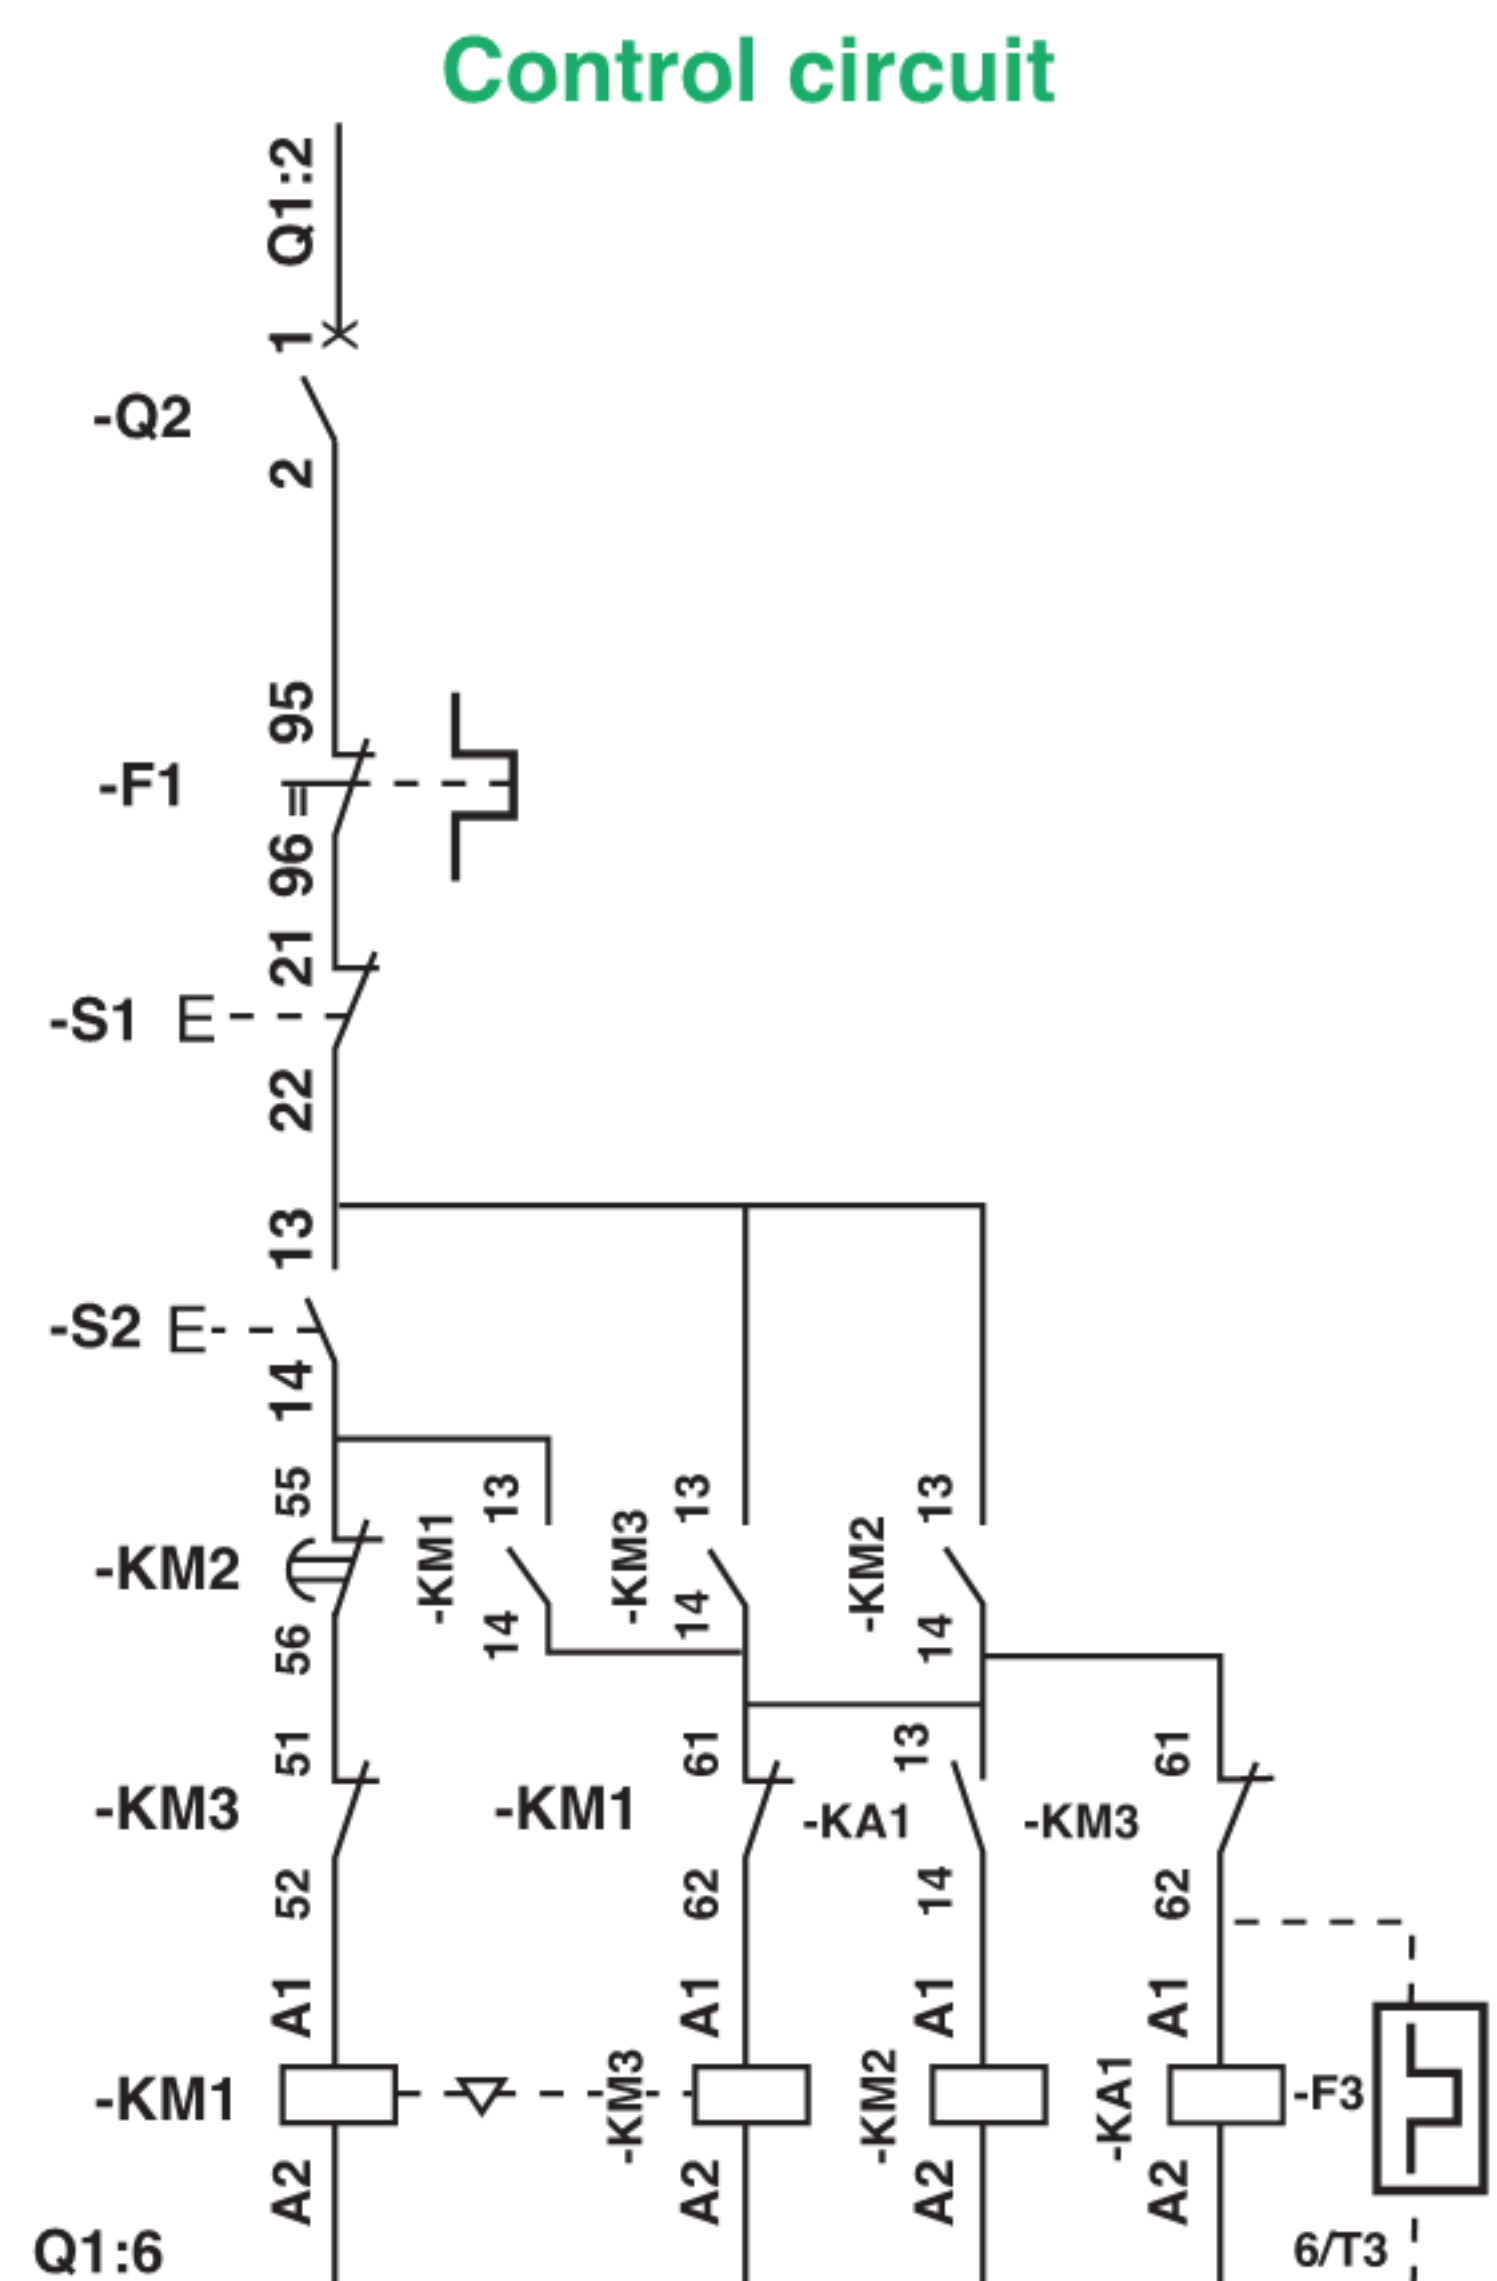 Control circuit
Q1:2
1
-Q2
2
95
-F1
96
21
-S1 E
22
13
-S2 E
14
55
-KM2
56
-KM1
13
14
-KM3
13
14
-KM2
13
14
51
-KM3
52
-KM1
61
62
-KA1
13
14
-KM3
61
62
A1
-KM1
A2
A1
-KM3
A2
A1
-KM2
A2
A1
-KA1
A2
-F3
Q1:6
6/T3